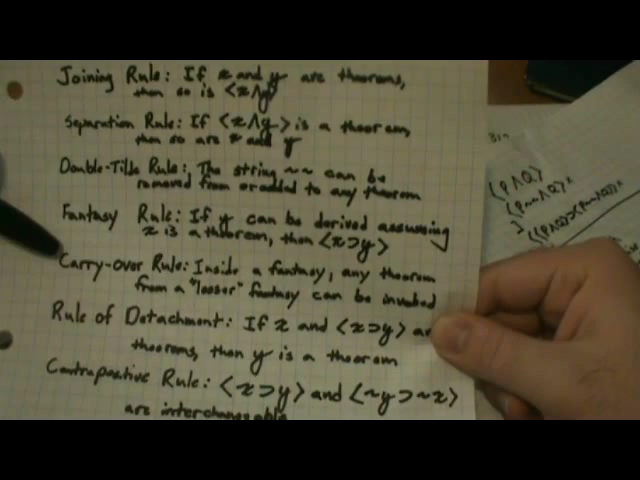 Joining Rule: If x and y are theorems,
then so is <x∧y>
Separation Rule: If <x∧y> is a theorem,
then so are x and y
Double-Tilde Rule: The string ~~ can be
removed from or added to any theorem
Fantasy Rule: If y can be derived assuming
x is a theorem, then <x⊃y>
Carry-over Rule: Inside a fantasy, any theorem
from a "looser" fantasy can be invoked
Rule of Detachment: If x and <x⊃y> are
theorems, then y is a theorem
Contrapositive Rule: <x⊃y> and <~y⊃~x>
are interchangeable
<P∧Q>